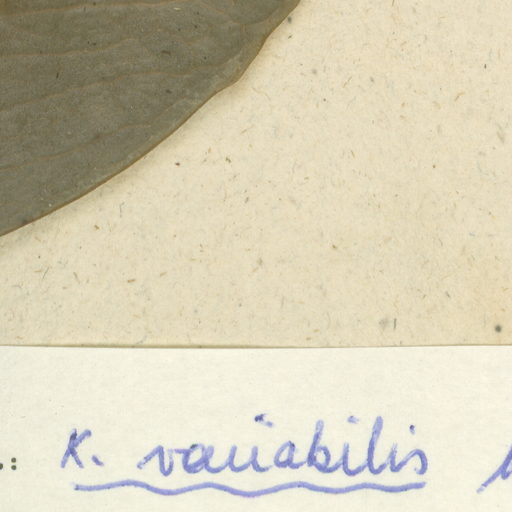 .: K. variabilis